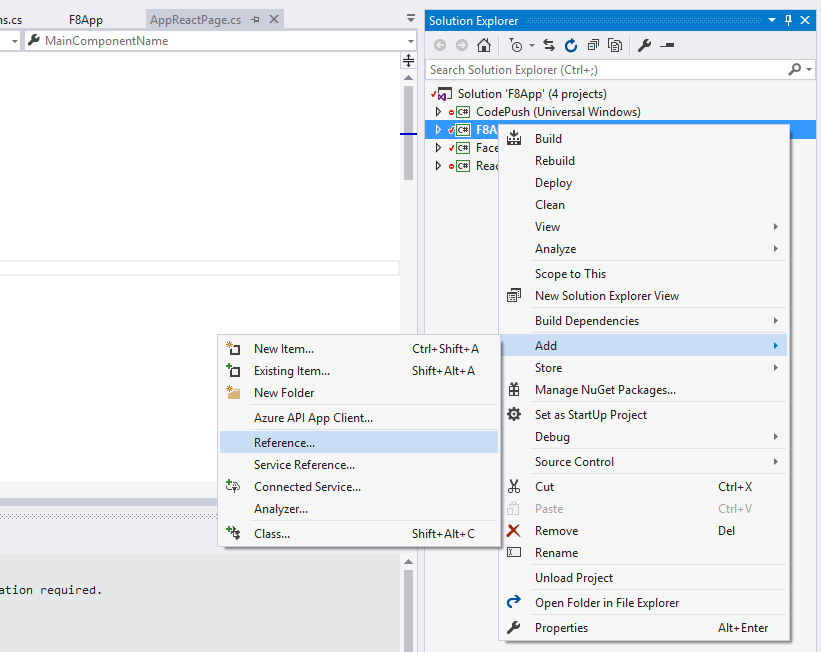 ns.cs F8App AppReactPage.cs
MainComponentName
Solution Explorer
Search Solution Explorer (Ctrl+;)
Solution 'F8App' (4 projects)
CodePush (Universal Windows)
F8A
Face
Reac
Build
Rebuild
Deploy
Clean
View
Analyze
Scope to This
New Solution Explorer View
Build Dependencies
Add
Store
Manage NuGet Packages...
Set as StartUp Project
Debug
Source Control
Cut Ctrl+X
Paste Ctrl+V
Remove Del
Rename
Unload Project
Open Folder in File Explorer
Properties Alt+Enter
New Item... Ctrl+Shift+A
Existing Item... Shift+Alt+A
New Folder
Azure API App Client...
Reference...
Service Reference...
Connected Service...
Analyzer...
Class... Shift+Alt+C
ation required.